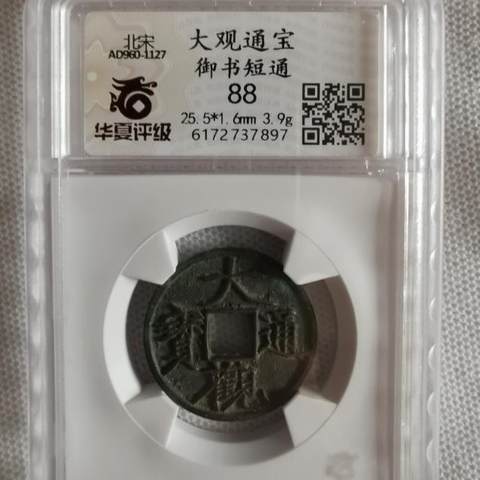 北宋
AD960-1127
华夏评级
大观通宝
御书短通
88
25.5*1.6mm 3.9g
6172737897
大
寶 通
觀